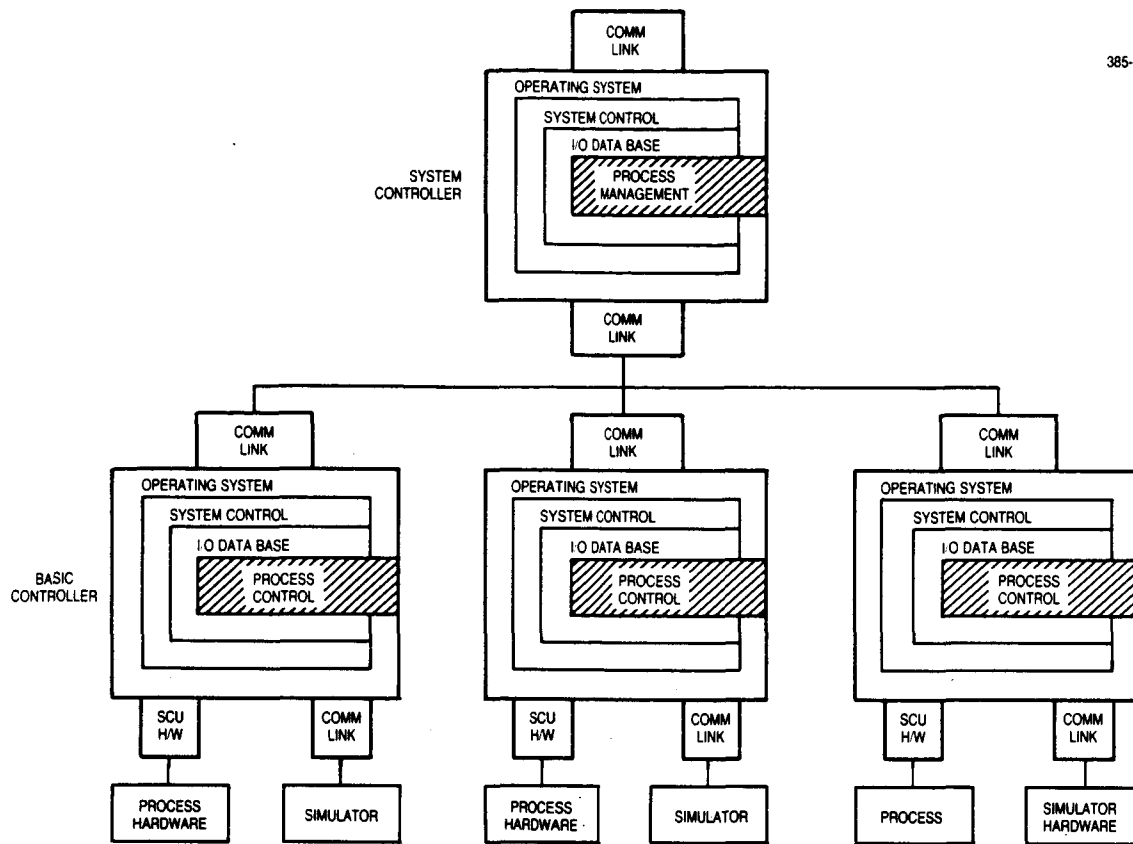 COMM
LINK
385-
OPERATING SYSTEM
SYSTEM CONTROL
I/O DATA BASE
PROCESS
MANAGEMENT
SYSTEM
CONTROLLER
COMM
LINK
COMM
LINK
COMM
LINK
COMM
LINK
OPERATING SYSTEM
SYSTEM CONTROL
I/O DATA BASE
PROCESS
CONTROL
OPERATING SYSTEM
SYSTEM CONTROL
I/O DATA BASE
PROCESS
CONTROL
OPERATING SYSTEM
SYSTEM CONTROL
I/O DATA BASE
PROCESS
CONTROL
BASIC
CONTROLLER
SCU
H/W
COMM
LINK
SCU
H/W
COMM
LINK
SCU
H/W
COMM
LINK
PROCESS
HARDWARE
SIMULATOR
PROCESS
HARDWARE
SIMULATOR
PROCESS
SIMULATOR
HARDWARE